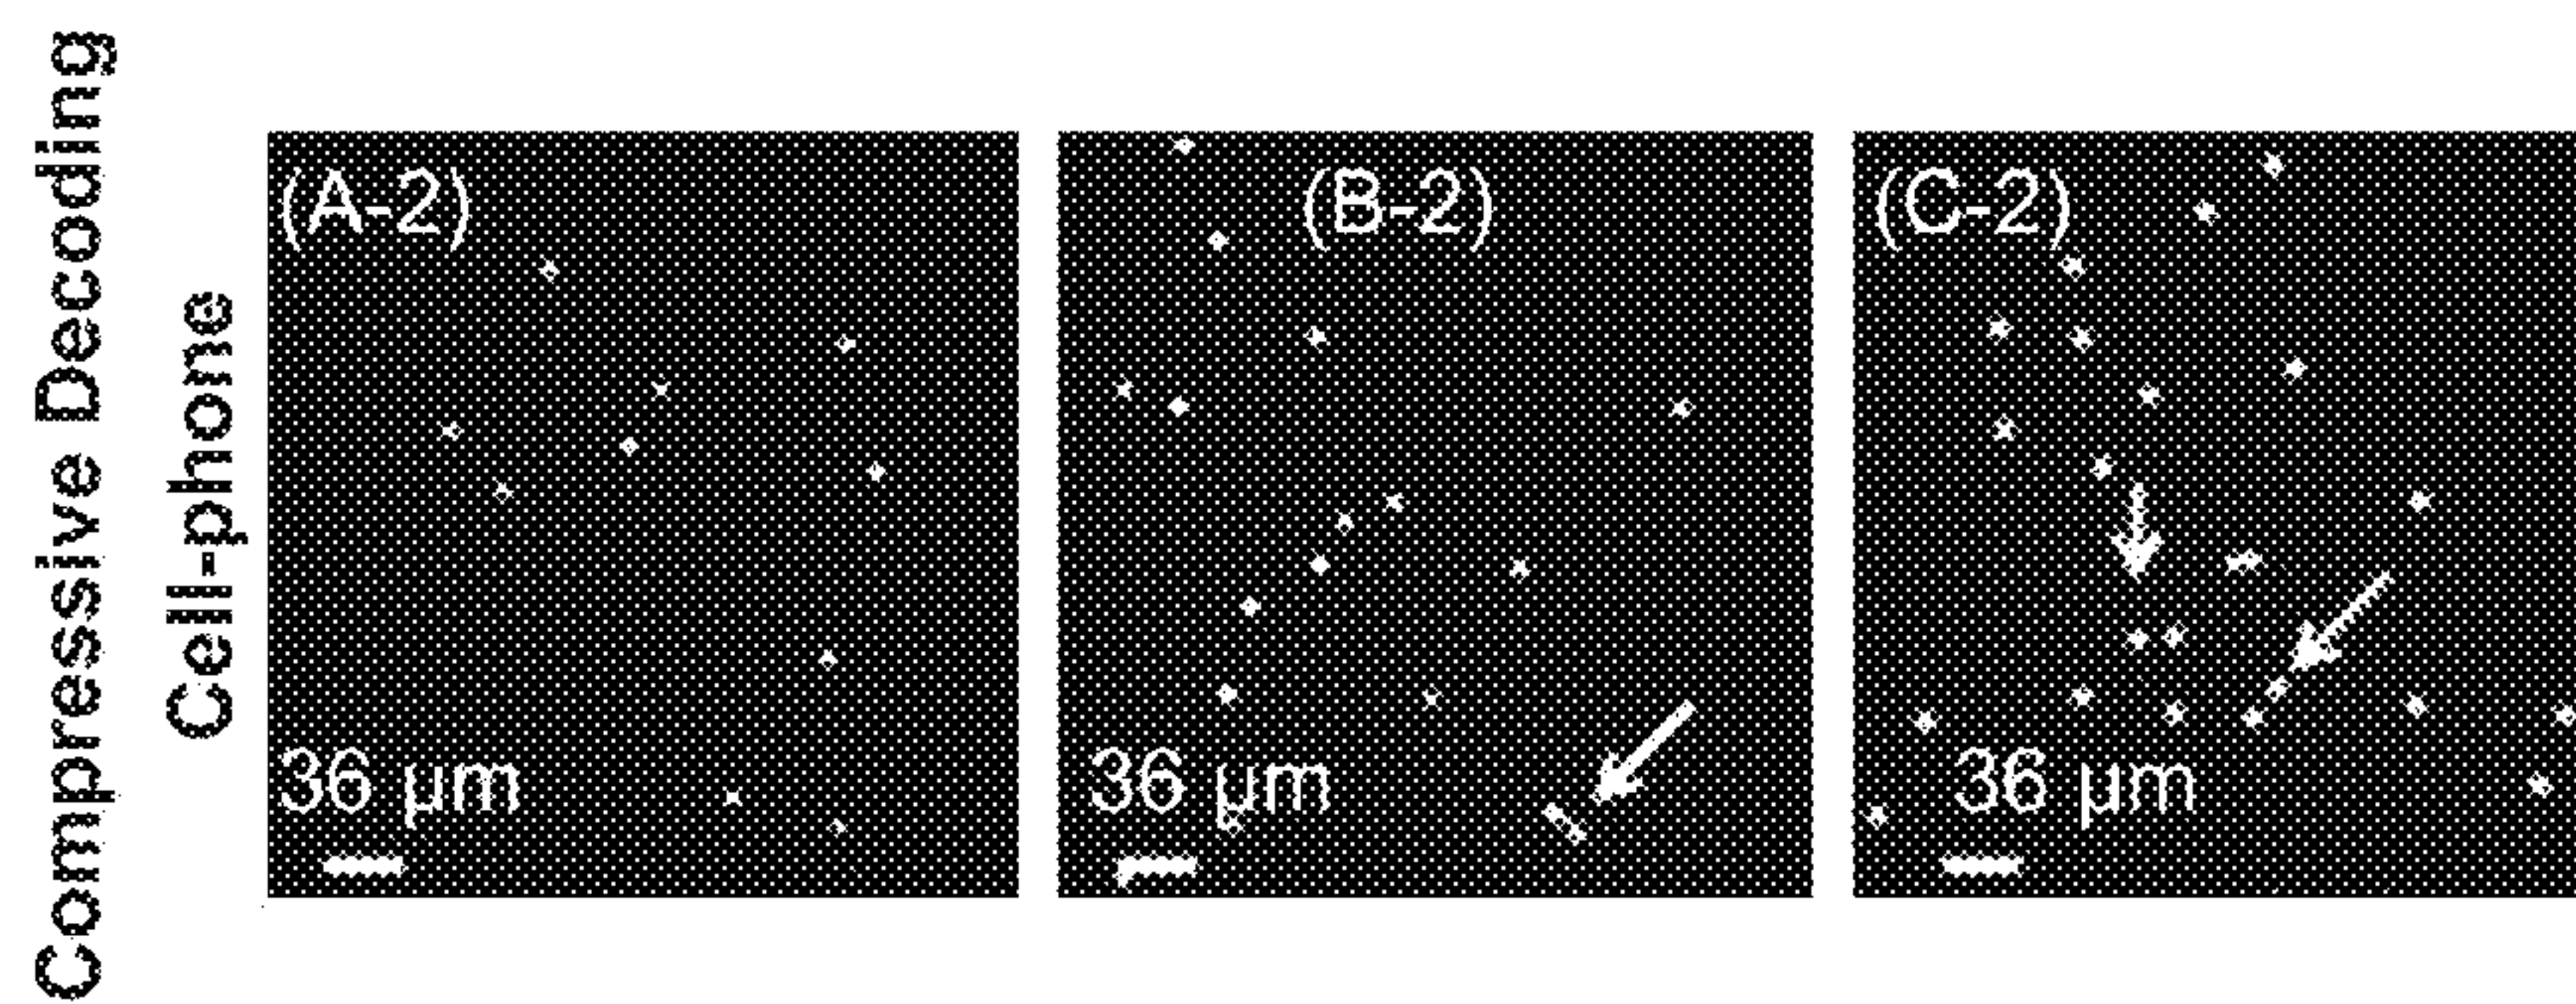 Compressive Decoding
Cell-phone
(A-2)
(B-2)
(C-2)
36 µm
36 µm
36 µm